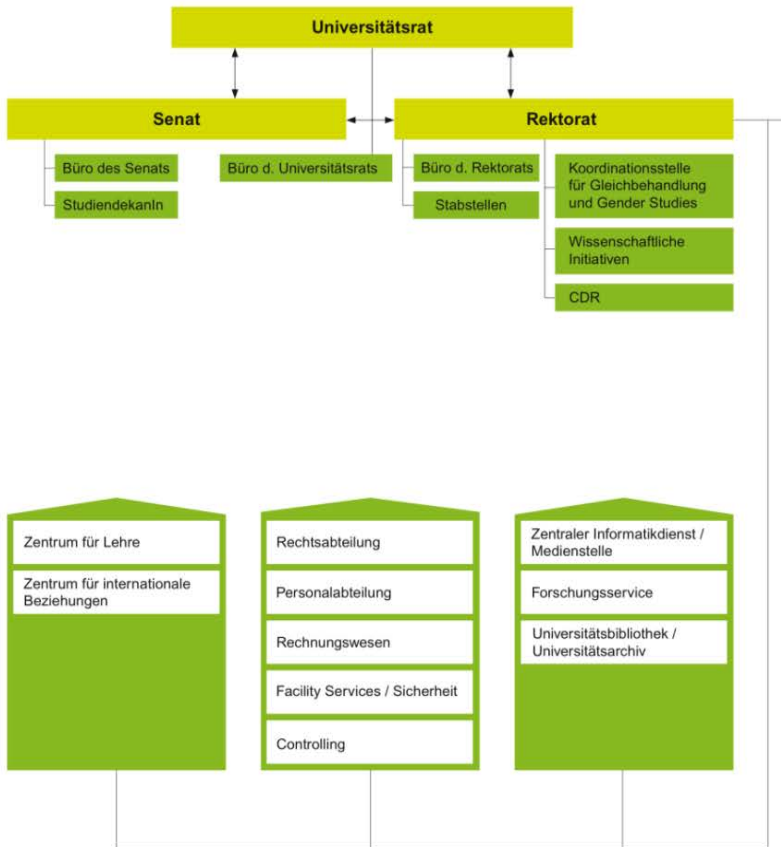 Universitätsrat
Senat
Rektorat
Büro des Senats
StudiendekanIn
Büro d. Universitätsrats
Büro d. Rektorats
Stabstellen
Koordinationsstelle
für Gleichbehandlung
und Gender Studies
Wissenschaftliche
Initiativen
CDR
Zentrum für Lehre
Zentrum für internationale
Beziehungen
Rechtsabteilung
Personalabteilung
Rechnungswesen
Facility Services / Sicherheit
Controlling
Zentraler Informatikdienst /
Medienstelle
Forschungsservice
Universitätsbibliothek /
Universitätsarchiv